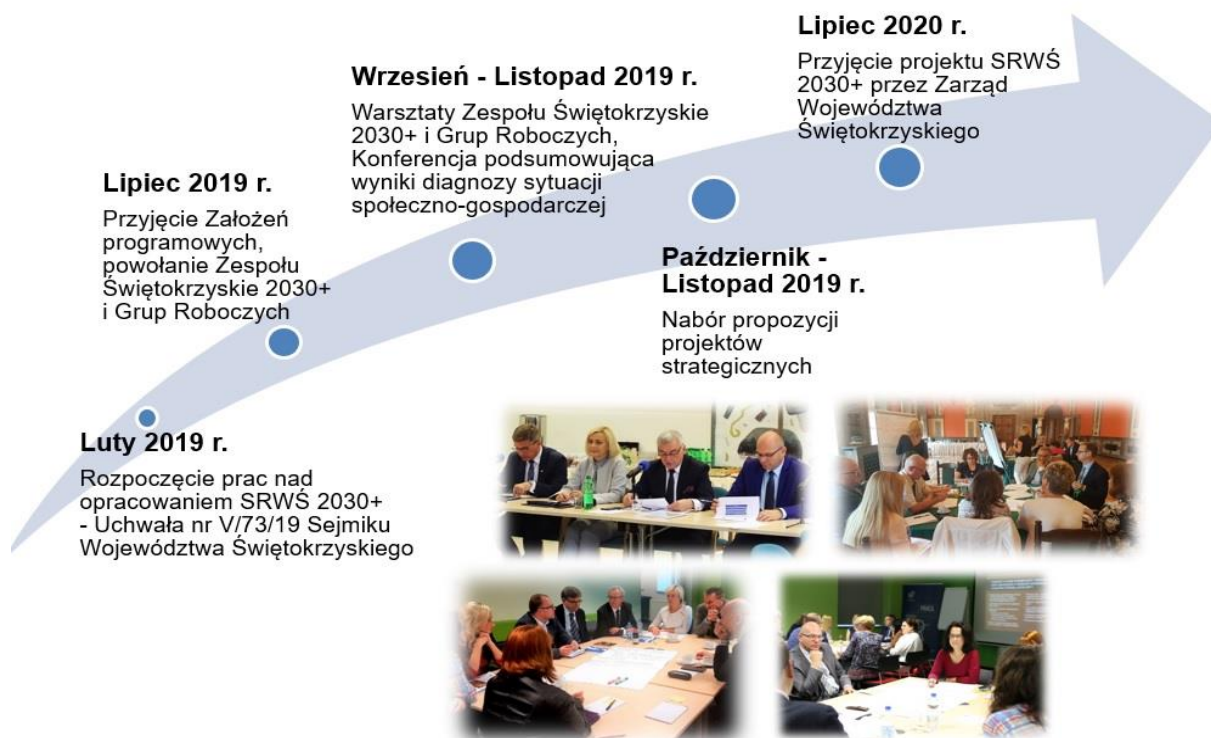 Luty 2019 r.
Rozpoczęcie prac nad
opracowaniem SRWŚ 2030+
- Uchwała nr V/73/19 Sejmiku
Województwa Świętokrzyskiego
Lipiec 2019 r.
Przyjęcie Założeń
programowych,
powołanie Zespołu
Świętokrzyskie 2030+
i Grup Roboczych
Wrzesień - Listopad 2019 r.
Warsztaty Zespołu Świętokrzyskie
2030+ i Grup Roboczych,
Konferencja podsumowująca
wyniki diagnozy sytuacji
społeczno-gospodarczej
Październik -
Listopad 2019 r.
Nabór propozycji
projektów
strategicznych
Lipiec 2020 r.
Przyjęcie projektu SRWŚ
2030+ przez Zarząd
Województwa
Świętokrzyskiego